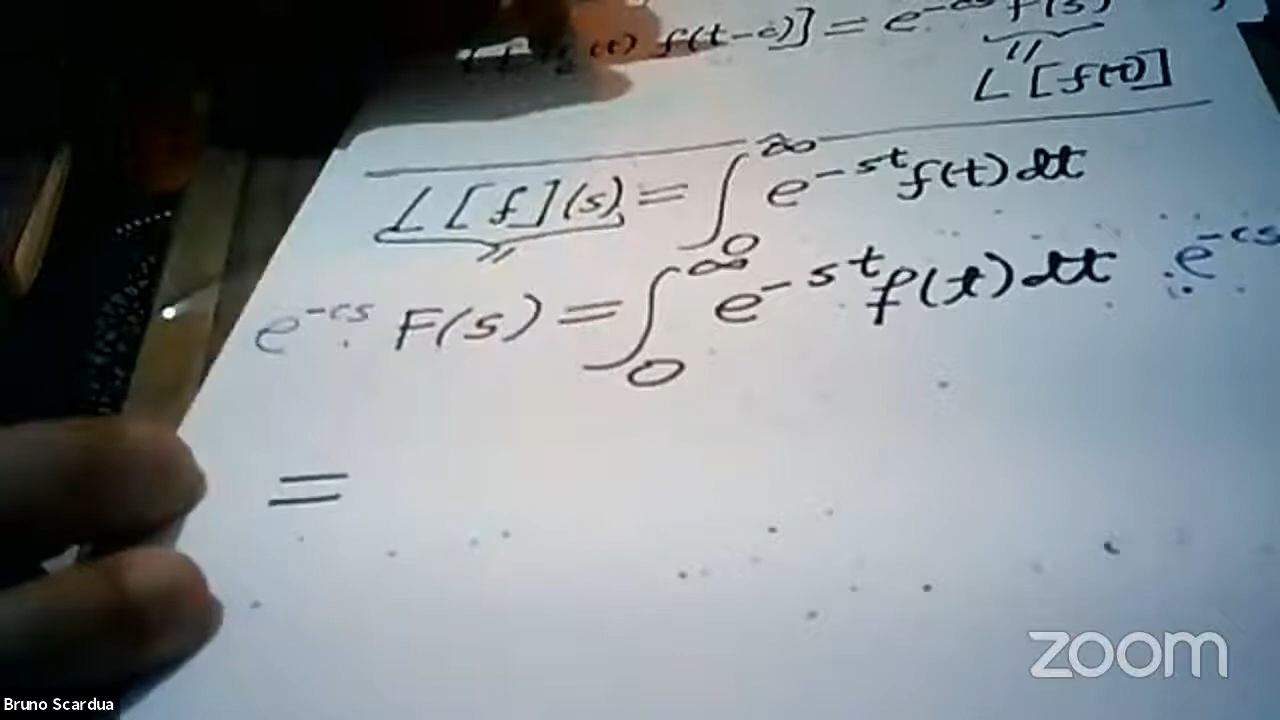 (t) f(t-c)] = e^{-cs} F(s)
L [f(t)]
L [f](s) = ∫_0^∞ e^{-st} f(t) dt
e^{-cs} F(s) = ∫_0^∞ e^{-st} f(t) dt . e^{-cs}
=
zoom
Bruno Scardua